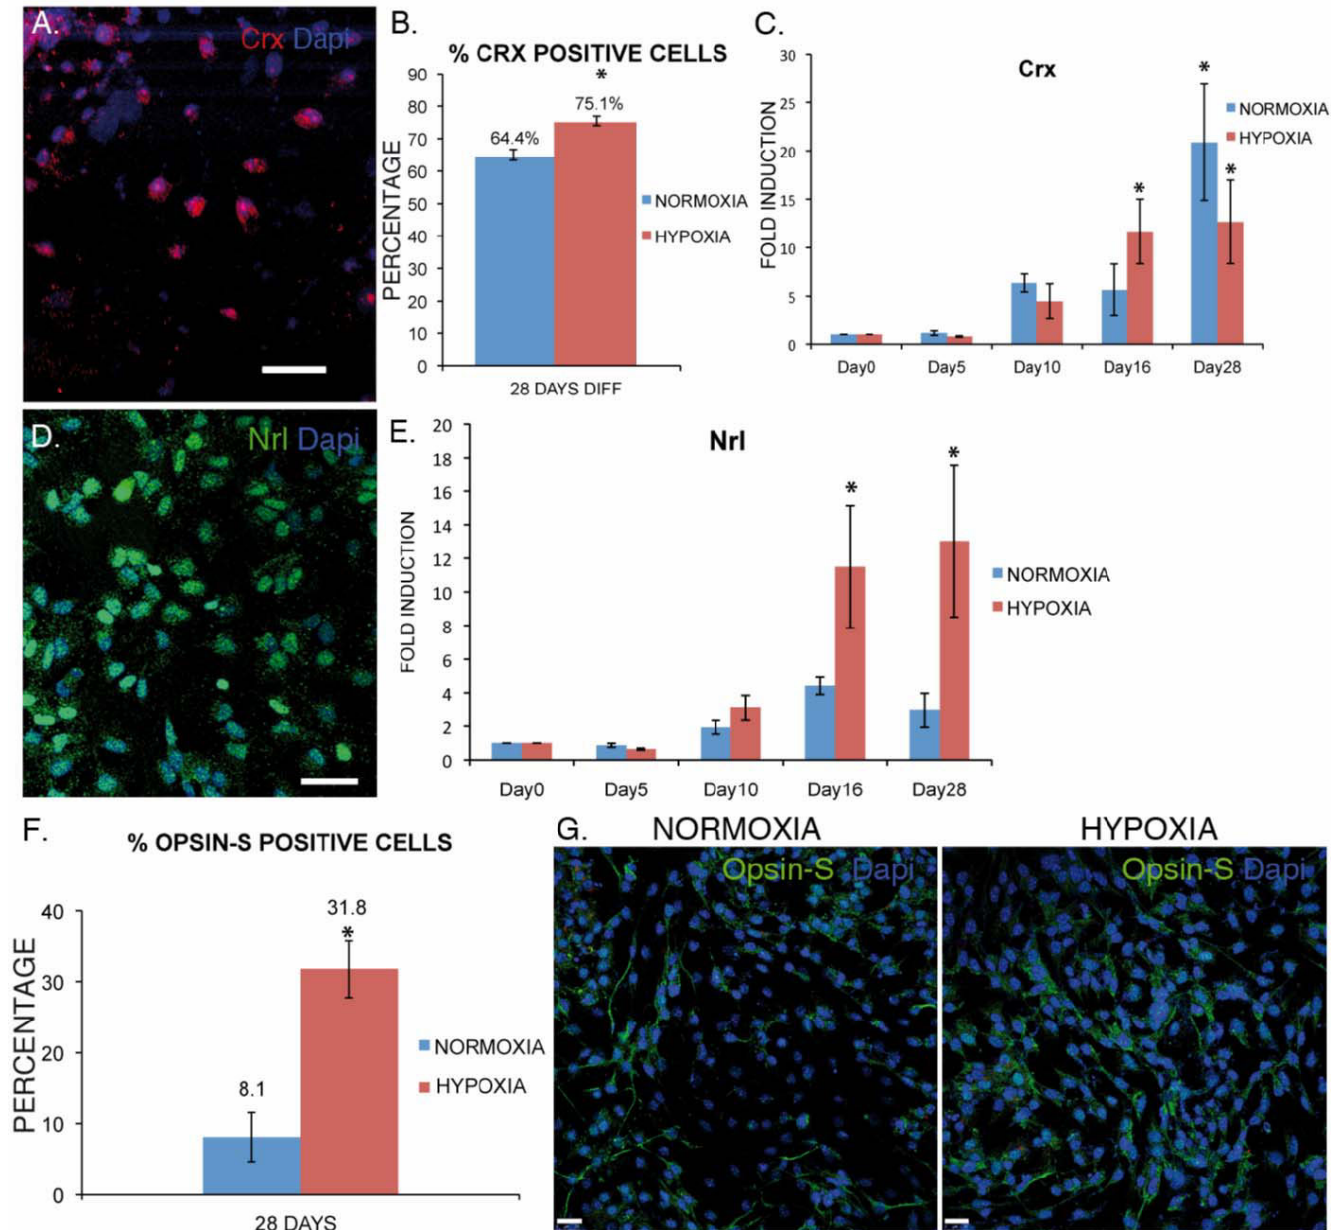 A.
Crx Dapi
B.
% CRX POSITIVE CELLS
*
75.1%
64.4%
90
80
70
60
50
40
30
20
10
0
PERCENTAGE
NORMOXIA
HYPOXIA
28 DAYS DIFF
C.
Crx
30
25
20
15
10
5
0
FOLD INDUCTION
*
*
*
NORMOXIA
HYPOXIA
Day0 Day5 Day10 Day16 Day28
D.
Nrl Dapi
E.
Nrl
20
18
16
14
12
10
8
6
4
2
0
FOLD INDUCTION
*
*
NORMOXIA
HYPOXIA
Day0 Day5 Day10 Day16 Day28
F.
% OPSIN-S POSITIVE CELLS
40
30
20
10
0
PERCENTAGE
31.8
*
8.1
NORMOXIA
HYPOXIA
28 DAYS
G.
NORMOXIA
Opsin-S Dapi
HYPOXIA
Opsin-S Dapi